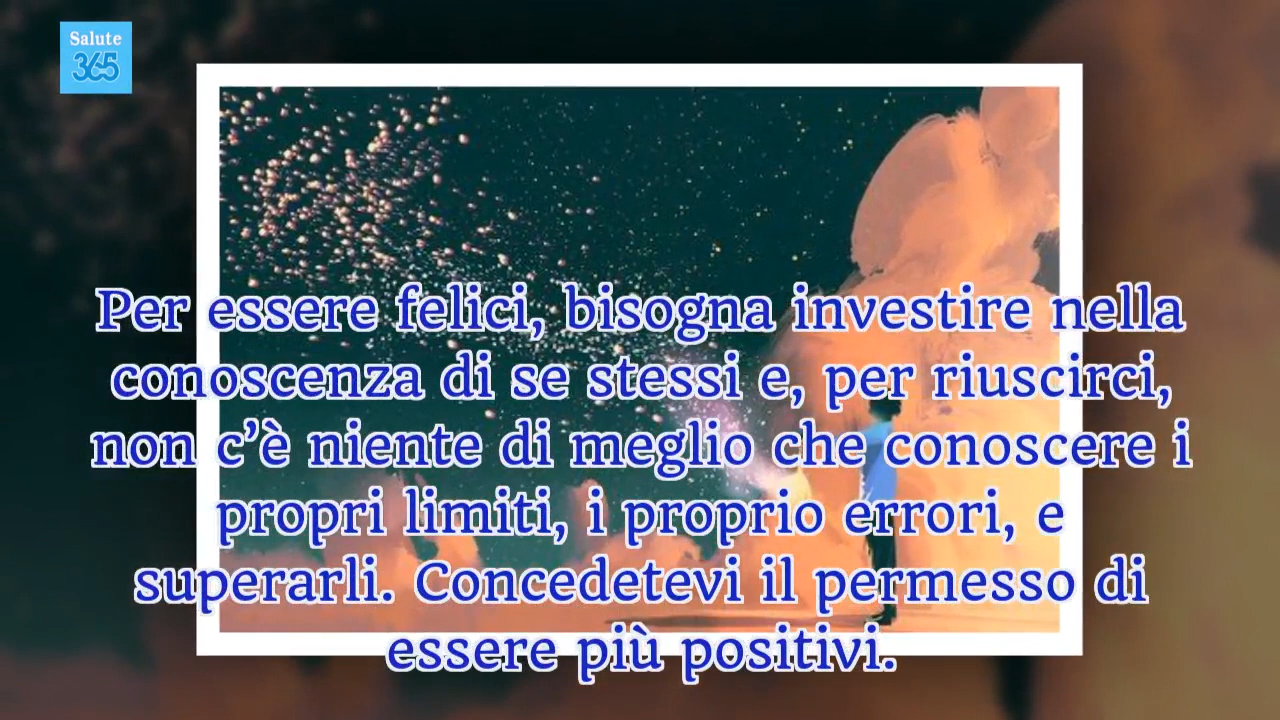 Salute
365
Per essere felici, bisogna investire nella
conoscenza di se stessi e, per riuscirci,
non c’è niente di meglio che conoscere i
propri limiti, i proprio errori, e
superarli. Concedetevi il permesso di
essere più positivi.